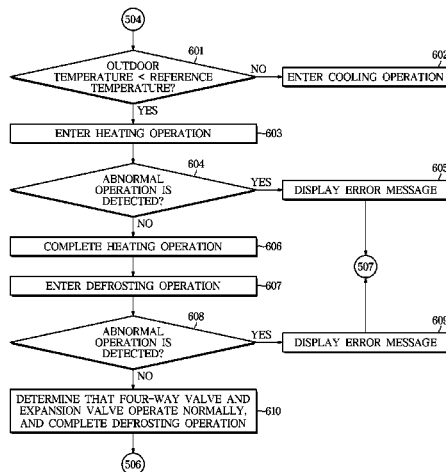 504
601
OUTDOOR
TEMPERATURE < REFERENCE
TEMPERATURE?
NO
602
ENTER COOLING OPERATION
YES
ENTER HEATING OPERATION
603
604
ABNORMAL
OPERATION IS
DETECTED?
YES
605
DISPLAY ERROR MESSAGE
NO
COMPLETE HEATING OPERATION
606
507
ENTER DEFROSTING OPERATION
607
608
ABNORMAL
OPERATION IS
DETECTED?
YES
609
DISPLAY ERROR MESSAGE
NO
DETERMINE THAT FOUR-WAY VALVE AND
EXPANSION VALVE OPERATE NORMALLY,
AND COMPLETE DEFROSTING OPERATION
610
506